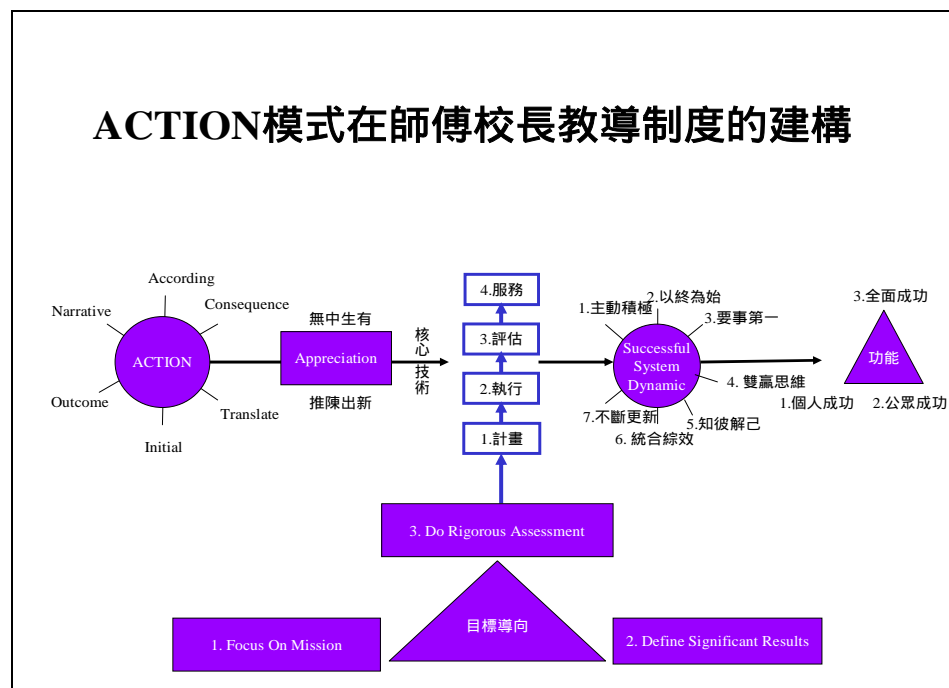 ACTION模式在師傅校長教導制度的建構
According
Narrative
Consequence
ACTION
Outcome
Translate
Initial
無中生有
Appreciation
推陳出新
核心技術
4.服務
3.評估
2.執行
1.計畫
1.主動積極
2.以終為始
3.要事第一
Successful
System
Dynamic
4. 雙贏思維
5.知彼解己
6. 統合綜效
7.不斷更新
3.全面成功
功能
1.個人成功
2.公眾成功
3. Do Rigorous Assessment
目標導向
1. Focus On Mission
2. Define Significant Results